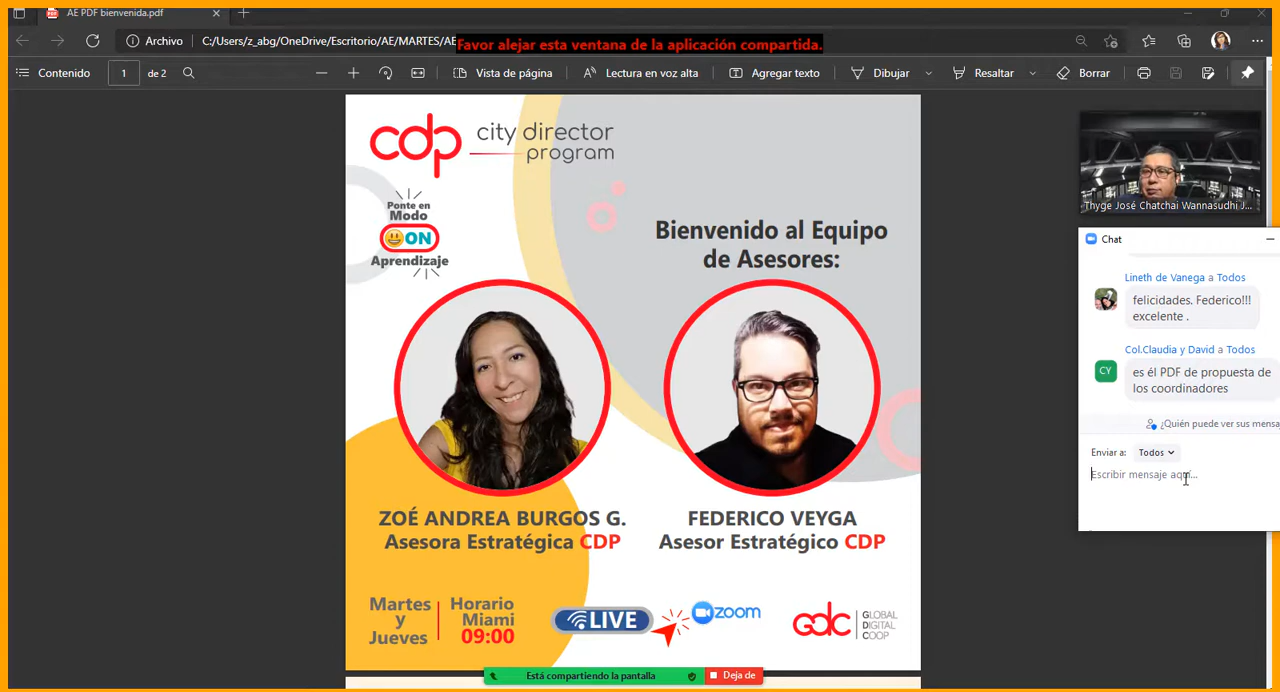 AE PDF bienvenida.pdf
Archivo
C:/Users/z_abg/OneDrive/Escritorio/AE/MARTES/AE
Favor alejar esta ventana de la aplicación compartida.
Contenido
1
de 2
Vista de página
Lectura en voz alta
Agregar texto
Dibujar
Resaltar
Borrar
cdp city director
program
Ponte en
Modo
ON
Aprendizaje
Bienvenido al Equipo
de Asesores:
ZOÉ ANDREA BURGOS G.
Asesora Estratégica CDP
FEDERICO VEYGA
Asesor Estratégico CDP
Martes
y
Jueves
Horario
Miami
09:00
LIVE
zoom
GDC
GLOBAL
DIGITAL
COOP
Está compartiendo la pantalla
Deja de
Thyge José Chatchai Wannasudhi J...
Chat
Lineth de Vanega a Todos
felicidades. Federico!!!
excelente .
Col.Claudia y David a Todos
CY
es él PDF de propuesta de
los coordinadores
¿Quién puede ver sus mensa
Enviar a:
Todos
Escribir mensaje aquí...